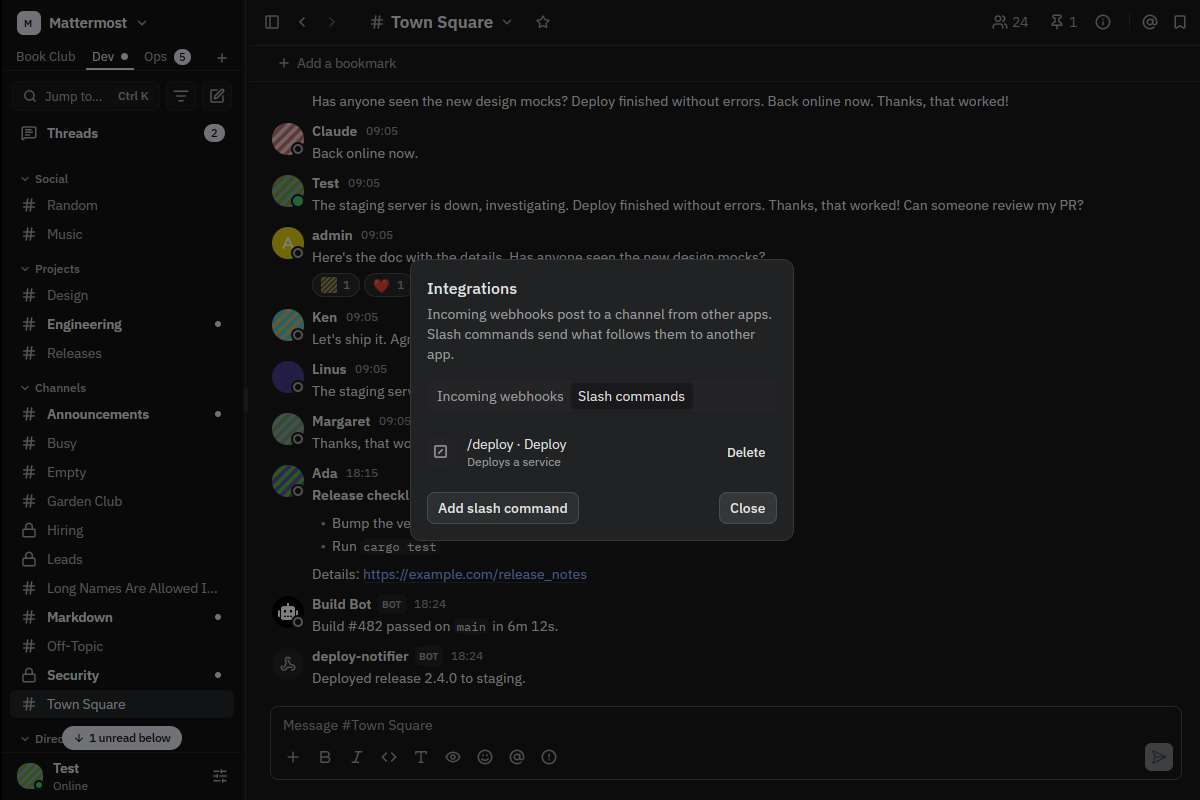 M Mattermost
Book Club Dev Ops 5
Jump to... Ctrl K
Threads 2
Social
Random
Music
Projects
Design
Engineering
Releases
Channels
Announcements
Busy
Empty
Garden Club
Hiring
Leads
Long Names Are Allowed I...
Markdown
Off-Topic
Security
Town Square
Direc
1 unread below
Test
Online
# Town Square 24 1
Add a bookmark
Has anyone seen the new design mocks? Deploy finished without errors. Back online now. Thanks, that worked!
Claude 09:05
Back online now.
Test 09:05
The staging server is down, investigating. Deploy finished without errors. Thanks, that worked! Can someone review my PR?
A admin 09:05
Here's the doc with the details. Has anyone seen the new design mocks?
1 ❤️ 1
Ken 09:05
Let's ship it. Agr
Linus 09:05
The staging serv
Margaret 09:05
Thanks, that wo
Ada 18:15
Release checkl
• Bump the ve
• Run cargo test
Details: https://example.com/release_notes
Build Bot BOT 18:24
Build #482 passed on main in 6m 12s.
deploy-notifier BOT 18:24
Deployed release 2.4.0 to staging.
Message #Town Square
Integrations
Incoming webhooks post to a channel from other apps.
Slash commands send what follows them to another
app.
Incoming webhooks Slash commands
/deploy · Deploy
Deploys a service
Delete
Add slash command Close